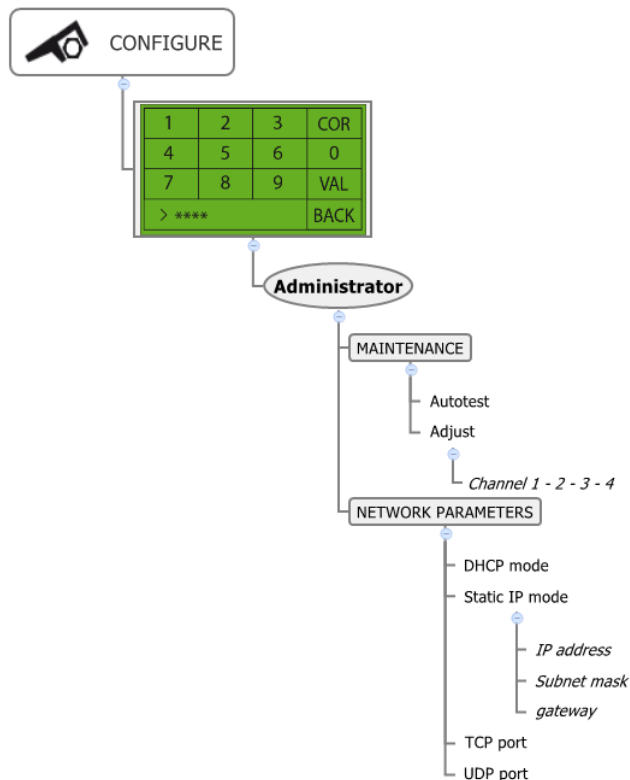 CONFIGURE
1 2 3 COR
4 5 6 0
7 8 9 VAL
> **** BACK
Administrator
MAINTENANCE
Autotest
Adjust
Channel 1 - 2 - 3 - 4
NETWORK PARAMETERS
DHCP mode
Static IP mode
IP address
Subnet mask
gateway
TCP port
UDP port